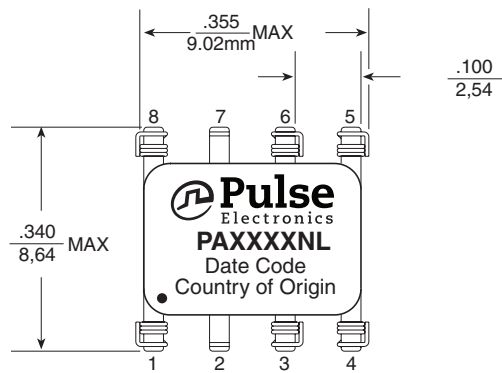 .355 MAX
9.02mm
.100
2,54
8 7 6 5
.340 MAX
8,64
Pulse
Electronics
PAXXXXNL
Date Code
Country of Origin
1 2 3 4